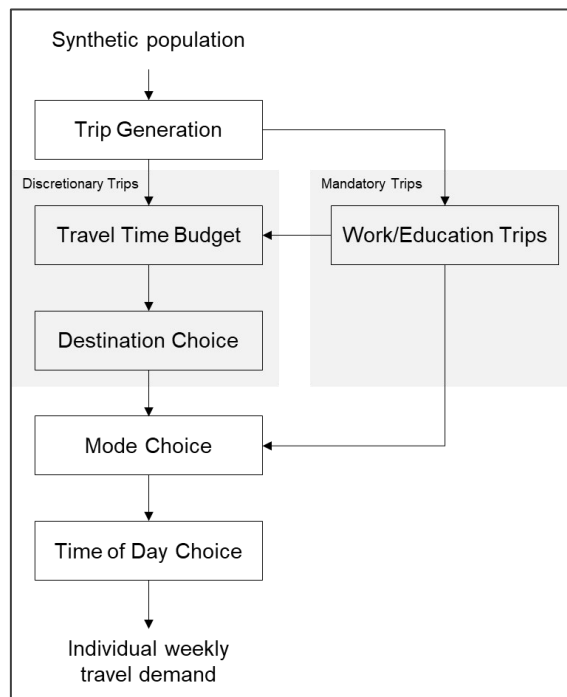 Synthetic population
Trip Generation
Discretionary Trips
Mandatory Trips
Travel Time Budget
Work/Education Trips
Destination Choice
Mode Choice
Time of Day Choice
Individual weekly
travel demand